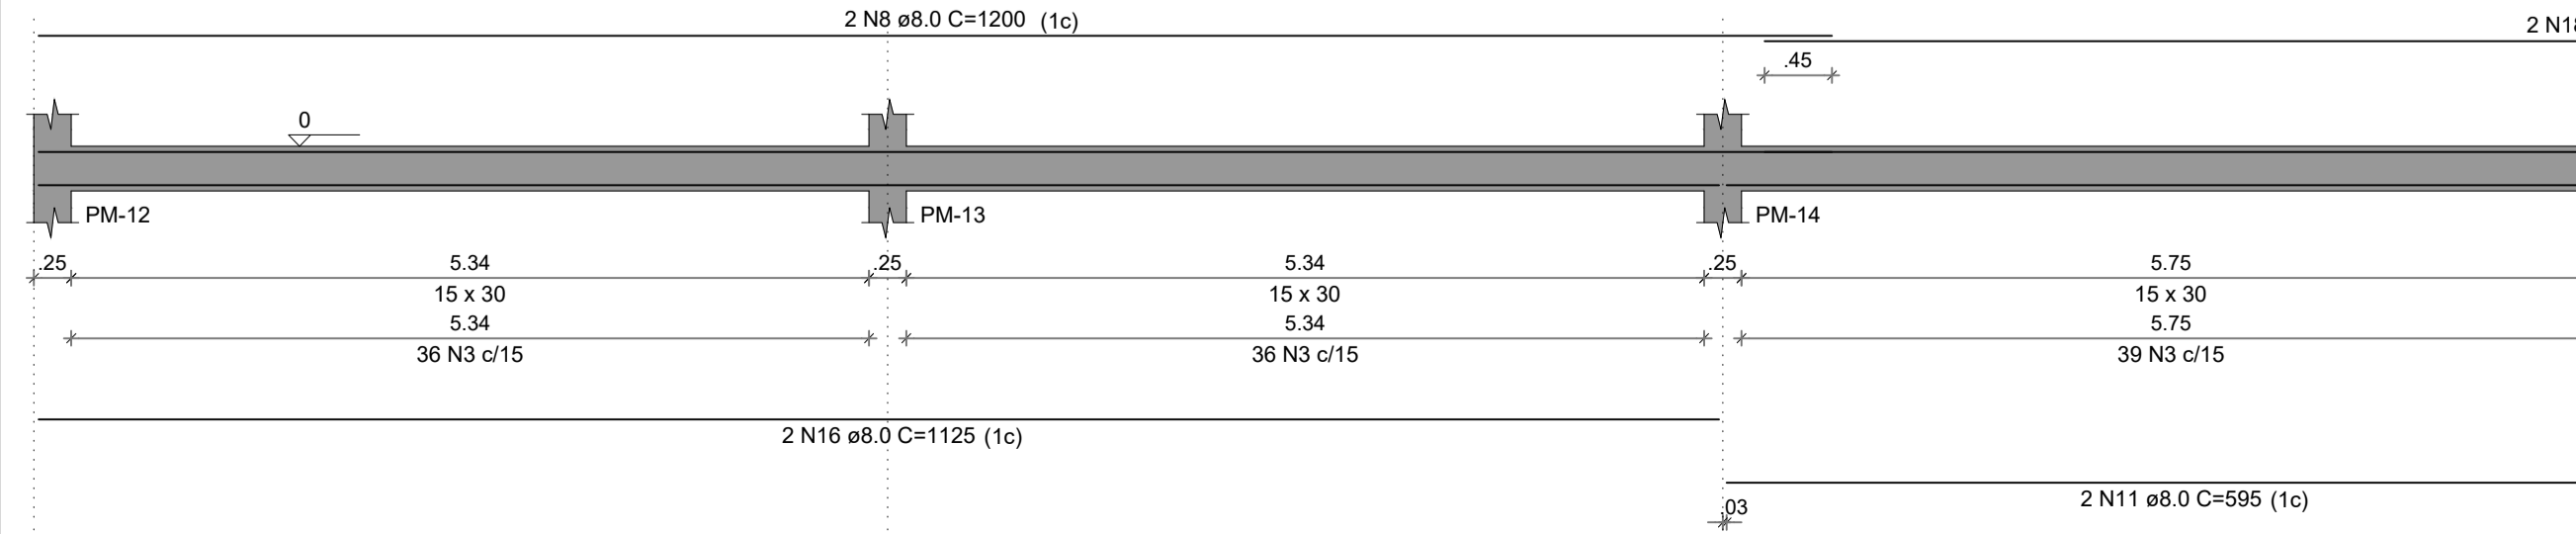 2 N8 ø8.0 C=1200 (1c)
2 N18
.45
0
PM-12
PM-13
PM-14
.25 5.34 .25 5.34 .25 5.75
15 x 30 15 x 30 15 x 30
5.34 5.34 5.75
36 N3 c/15 36 N3 c/15 39 N3 c/15
2 N16 ø8.0 C=1125 (1c)
2 N11 ø8.0 C=595 (1c)
.03